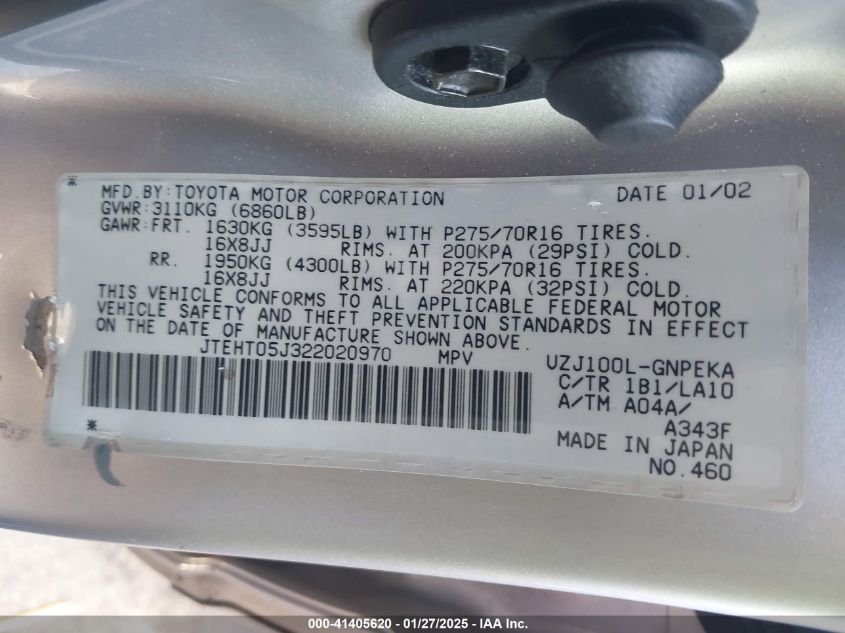 MFD. BY: TOYOTA MOTOR CORPORATION DATE 01/02
GVWR: 3110KG (6860LB)
GAWR: FRT. 1630KG (3595LB) WITH P275/70R16 TIRES.
16X8JJ RIMS. AT 200KPA (29PSI) COLD.
RR. 1950KG (4300LB) WITH P275/70R16 TIRES.
16X8JJ RIMS. AT 220KPA (32PSI) COLD.
THIS VEHICLE CONFORMS TO ALL APPLICABLE FEDERAL MOTOR
VEHICLE SAFETY AND THEFT PREVENTION STANDARDS IN EFFECT
ON THE DATE OF MANUFACTURE SHOWN ABOVE.
JTEHT05J322020970 MPV UZJ100L-GNPEKA
C/TR 1B1/LA10
A/TM A04A/
A343F
MADE IN JAPAN
NO. 460
000-41405620 - 01/27/2025 - IAA Inc.